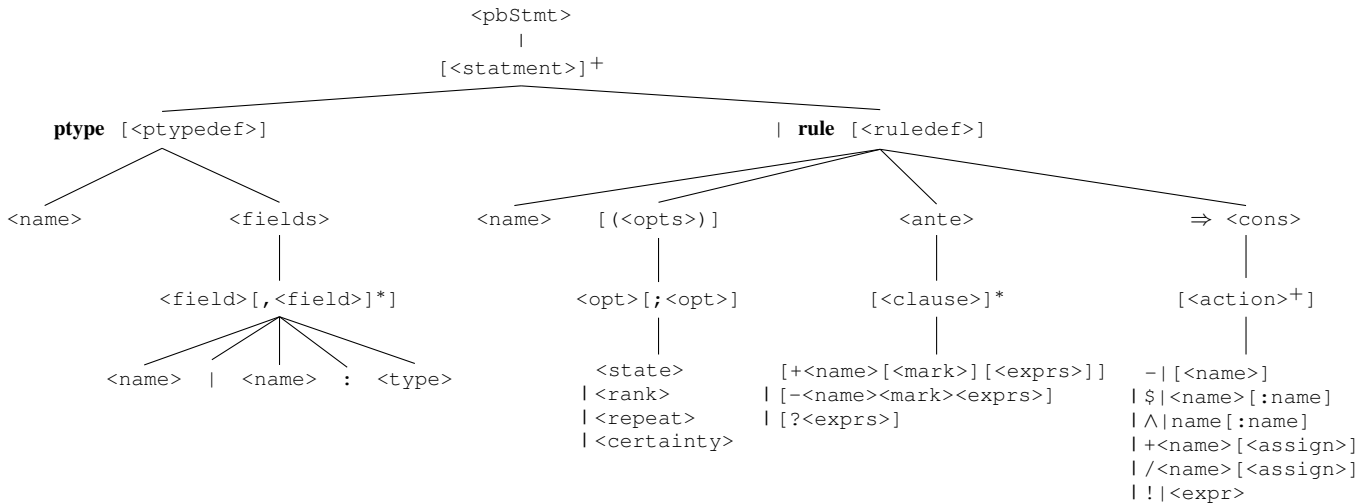 <pbStmt>
|
[<statment>]+
ptype [<ptypedef>] | rule [<ruledef>]
<name> <fields> <name> [(<opts>)] <ante> ⇒ <cons>
<field>[,<field>]*] <opt>[;<opt>] [<clause>]* [<action>+]
<name> | <name> : <type> <state> [+<name>[<mark>][<exprs>]] -|[<name>]
|<rank> |[-<name><mark><exprs>] |$|<name>[:name]
|<repeat> |[?<exprs>] |∧|name[:name]
|<certainty> |+<name>[<assign>]
|/<name>[<assign>]
|!|<expr>